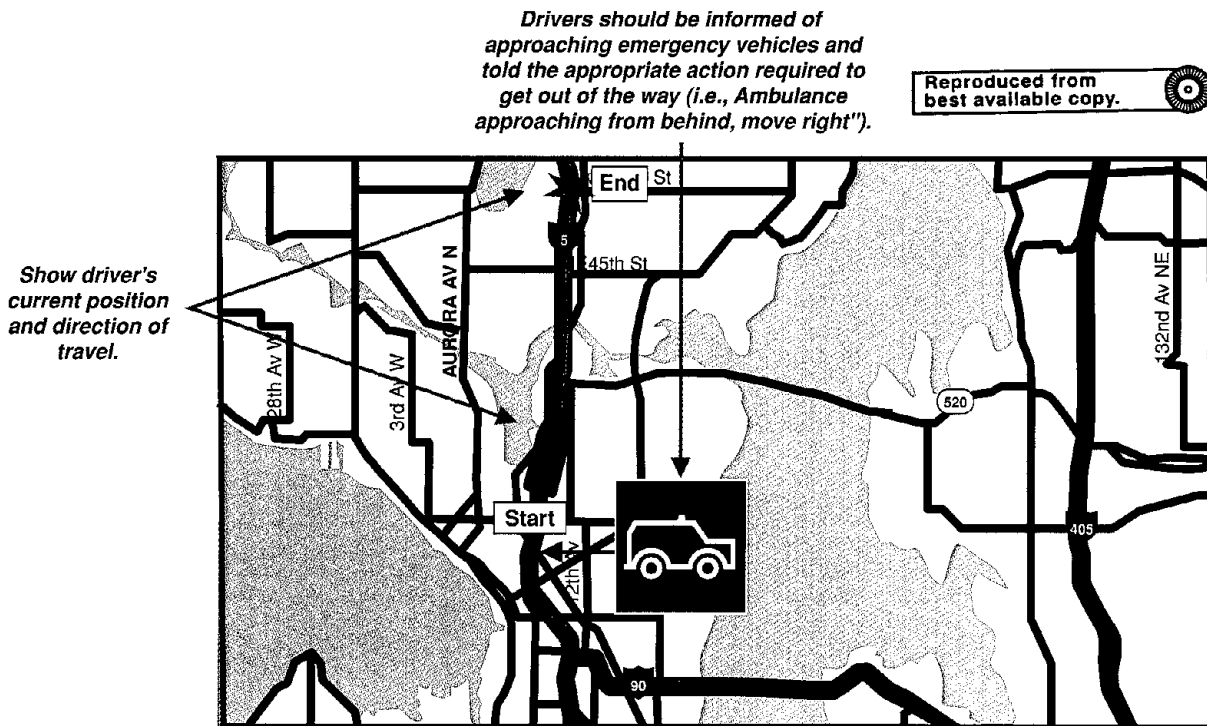 Drivers should be informed of
approaching emergency vehicles and
told the appropriate action required to
get out of the way (i.e., Ambulance
approaching from behind, move right").
Reproduced from
best available copy.
End
St
5
45th St
Show driver's
current position
and direction of
travel.
AURORA AV N
28th Av W
3rd Av W
132nd Av NE
520
Start
12th Av
405
90